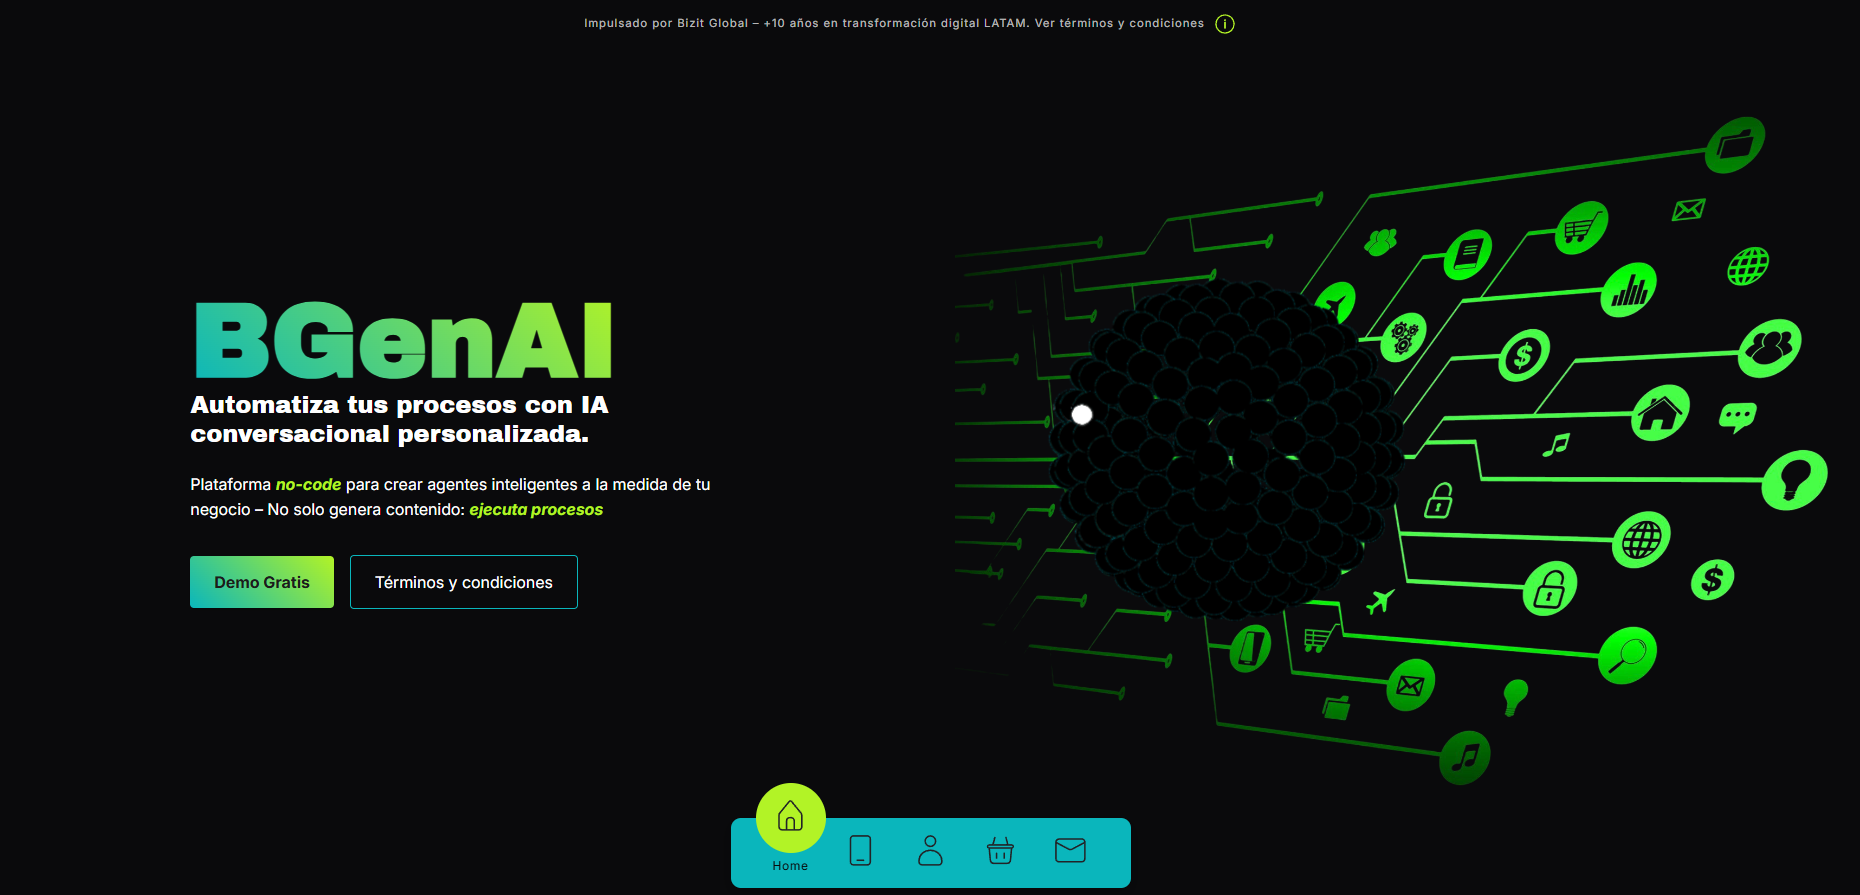 Impulsado por Bizit Global – +10 años en transformación digital LATAM. Ver términos y condiciones
BGenAI
Automatiza tus procesos con IA
conversacional personalizada.
Plataforma no-code para crear agentes inteligentes a la medida de tu
negocio – No solo genera contenido: ejecuta procesos
Demo Gratis
Términos y condiciones
Home